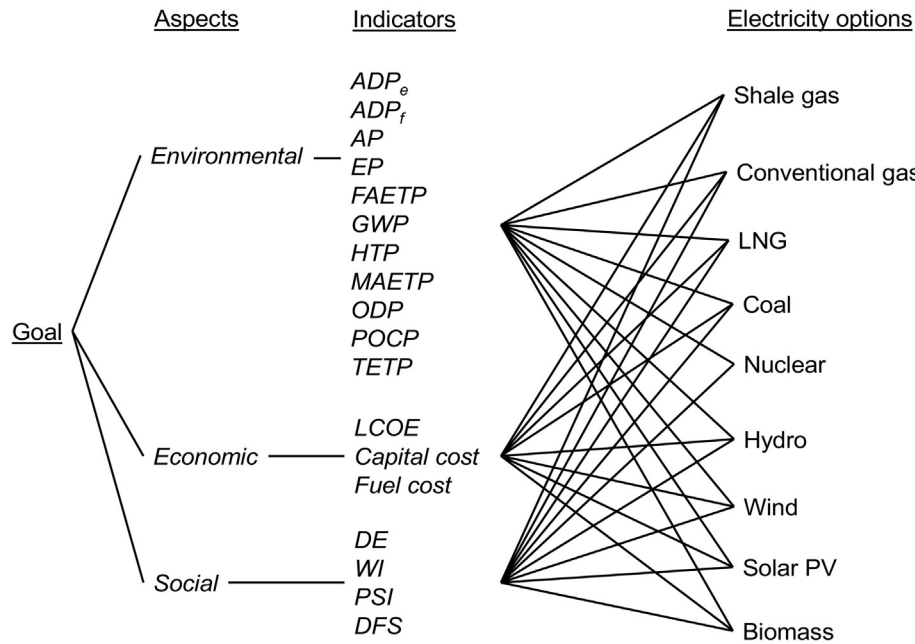 Aspects
Indicators
Electricity options
Goal
Environmental
Economic
Social
ADPe
ADPf
AP
EP
FAETP
GWP
HTP
MAETP
ODP
POCP
TETP
LCOE
Capital cost
Fuel cost
DE
WI
PSI
DFS
Shale gas
Conventional gas
LNG
Coal
Nuclear
Hydro
Wind
Solar PV
Biomass